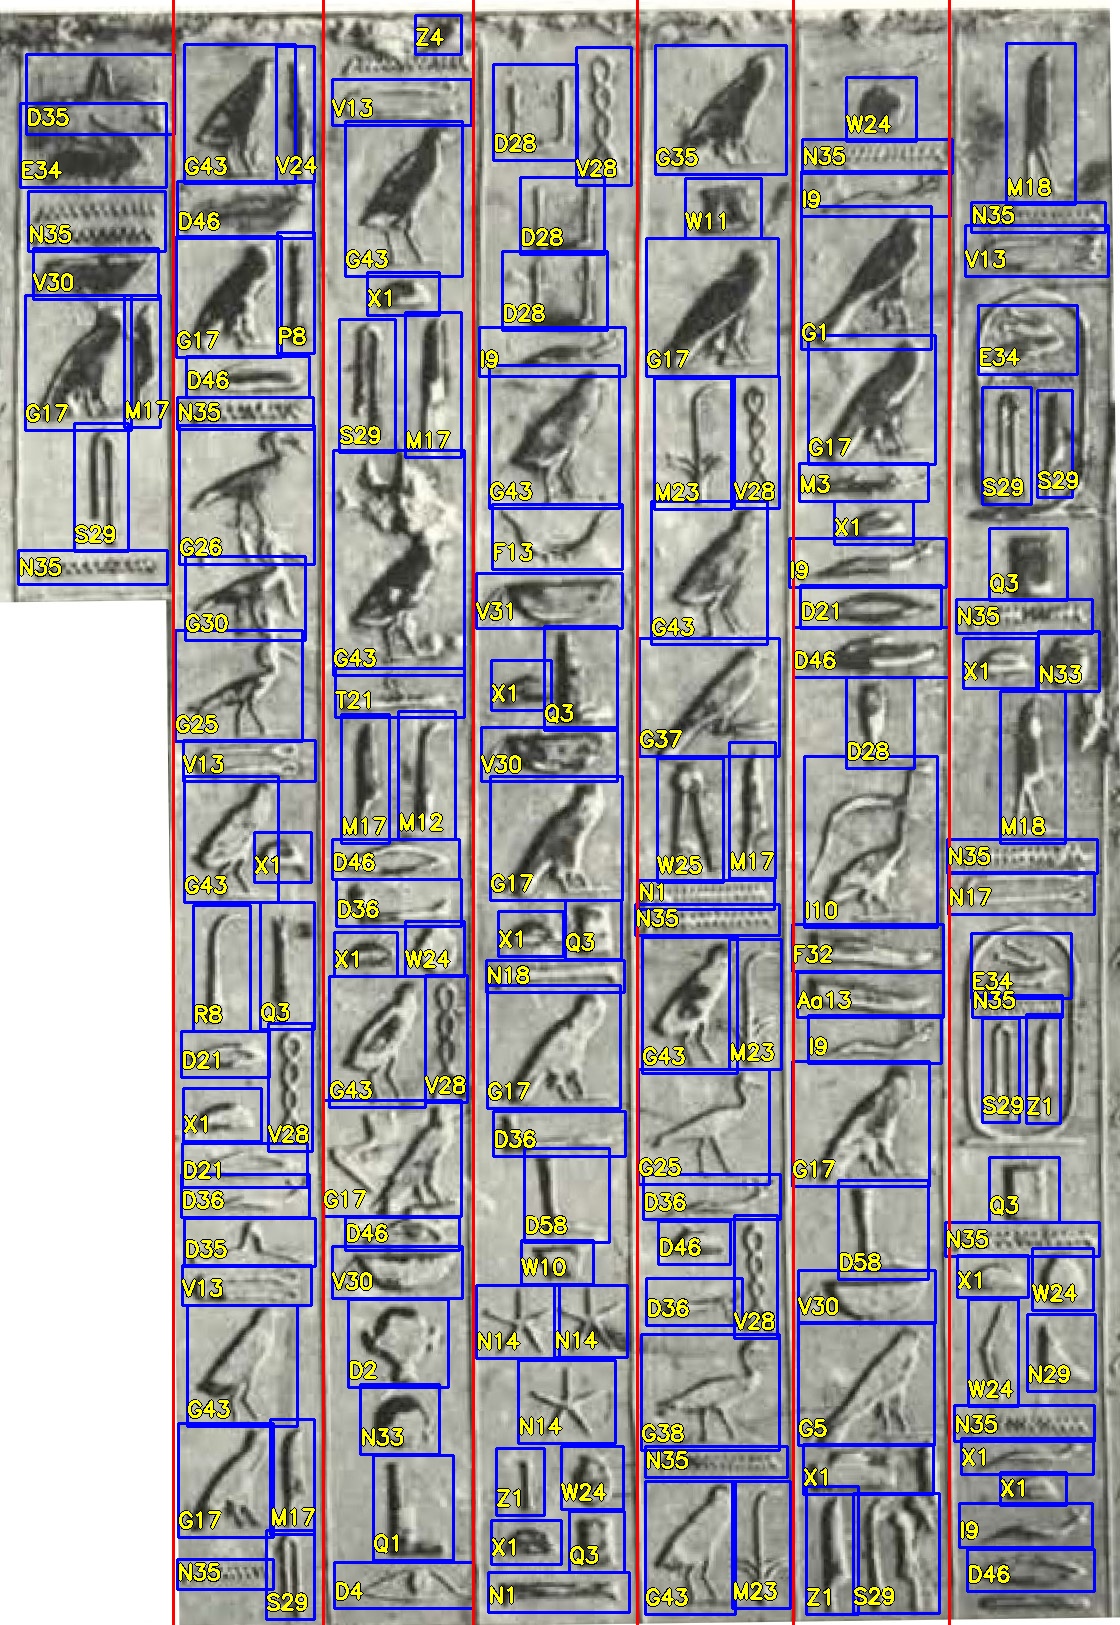 D35
E34
N35
V30
G17 M17
S29
N35
G43 V24
D46
G17 P8
D46
N35
G26
G30
G25
V13
G43 X1
R8 Q3
D21
X1 V28
D21
D36
D35
V13
G43
G17 M17
N35 S29
Z4
V13
G43
X1
S29 M17
G43
T21
M17 M12
D46
D36
X1 W24
G43 V28
G17
D46
V30
D2
N33
Q1
D4
D28 V28
D28
D28
I9
G43
F13
V31
X1 Q3
V30
G17
X1 Q3
N18
G17
D36
D58
W10
N14 N14
N14
Z1 W24
X1 Q3
N1
G35
W11
G17
M23 V28
G43
G37
W25 M17
N1
N35
G43 M23
G25
D36
D46
D36 V28
G38
N35
G43 M23
W24
N35
I9
G1
G17
M3
X1
I9
D21
D46
D28
I10
F32
Aa13
I9
G17
D58
V30
G5
X1
Z1 S29
M18
N35
V13
E34
S29 S29
Q3
N35
X1 N33
M18
N35
N17
E34
N35
S29 Z1
Q3
N35
X1 W24
W24 N29
N35
X1
X1
I9
D46